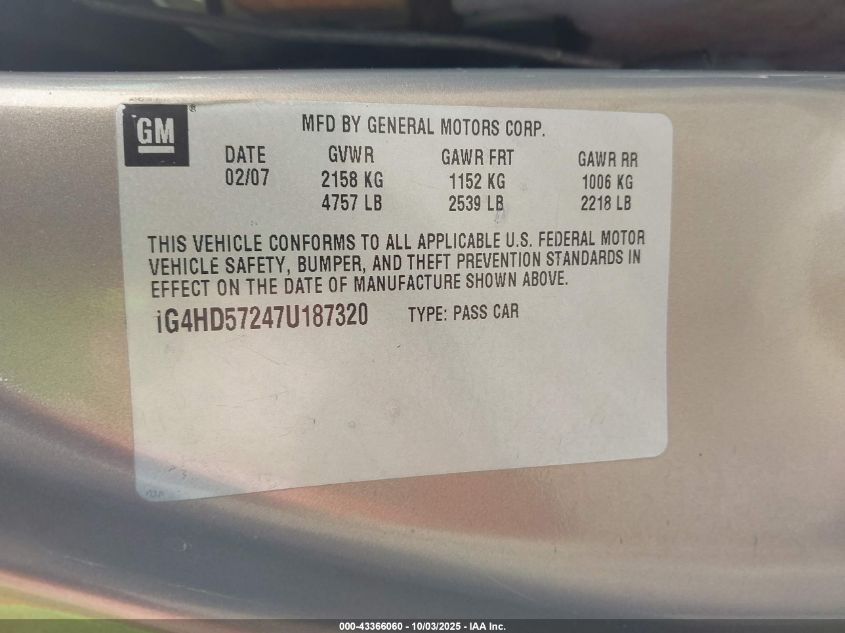 GM
®
MFD BY GENERAL MOTORS CORP.
DATE GVWR GAWR FRT GAWR RR
02/07 2158 KG 1152 KG 1006 KG
4757 LB 2539 LB 2218 LB
THIS VEHICLE CONFORMS TO ALL APPLICABLE U.S. FEDERAL MOTOR
VEHICLE SAFETY, BUMPER, AND THEFT PREVENTION STANDARDS IN
EFFECT ON THE DATE OF MANUFACTURE SHOWN ABOVE.
1G4HD57247U187320 TYPE: PASS CAR
000-43366060 - 10/03/2025 - IAA Inc.